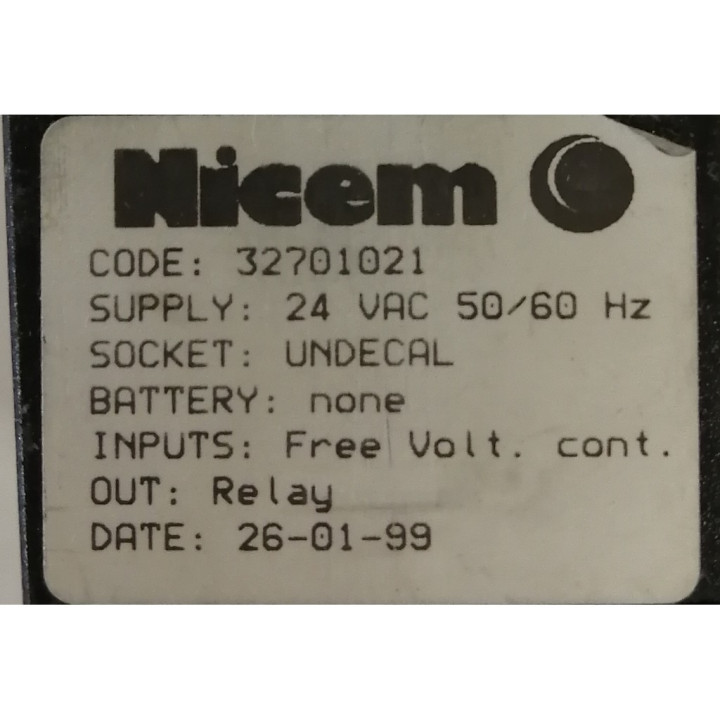 Nicem
CODE: 32701021
SUPPLY: 24 VAC 50/60 Hz
SOCKET: UNDECAL
BATTERY: none
INPUTS: Free Volt. cont.
OUT: Relay
DATE: 26-01-99